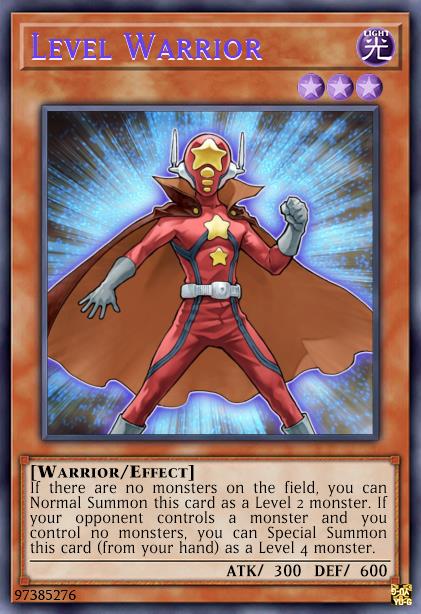 Level Warrior
LIGHT
光
[Warrior/Effect]
If there are no monsters on the field, you can
Normal Summon this card as a Level 2 monster. If
your opponent controls a monster and you
control no monsters, you can Special Summon
this card (from your hand) as a Level 4 monster.
ATK/ 300 DEF/ 600
97385276